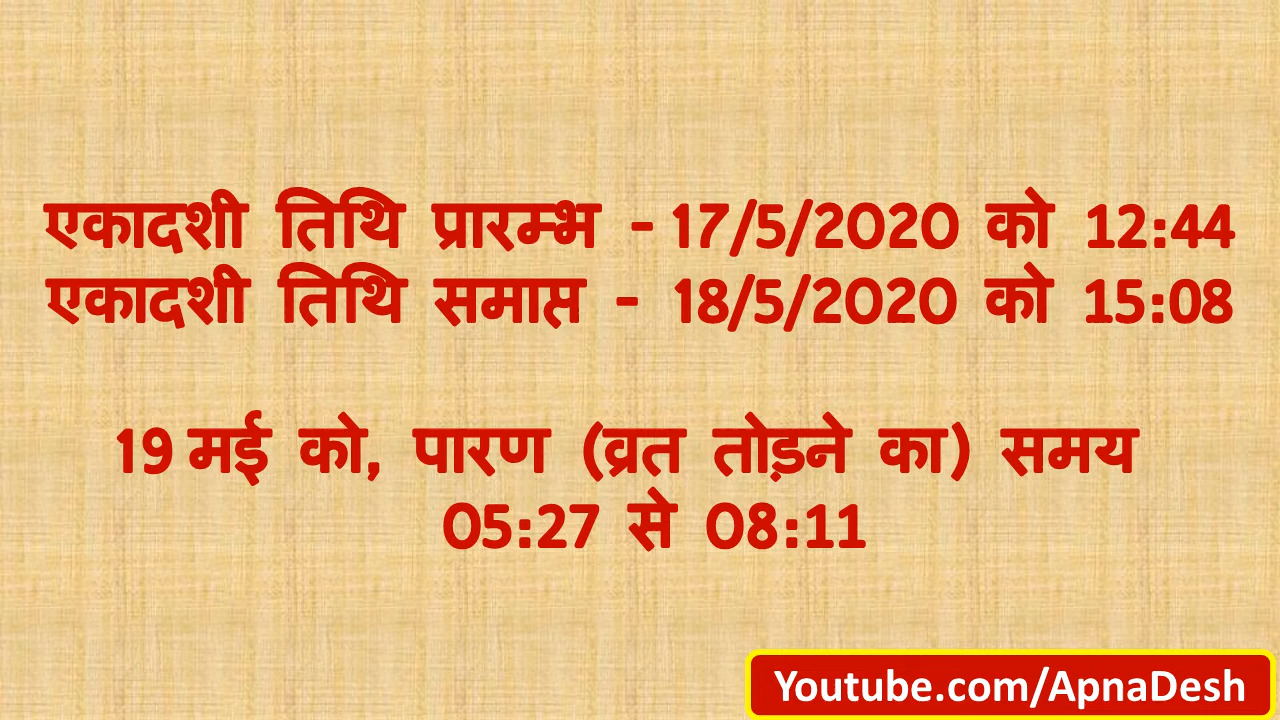 एकादशी तिथि प्रारम्भ - 17/5/2020 को 12:44
एकादशी तिथि समाप्त - 18/5/2020 को 15:08
19 मई को, पारण (व्रत तोड़ने का) समय
05:27 से 08:11
Youtube.com/ApnaDesh